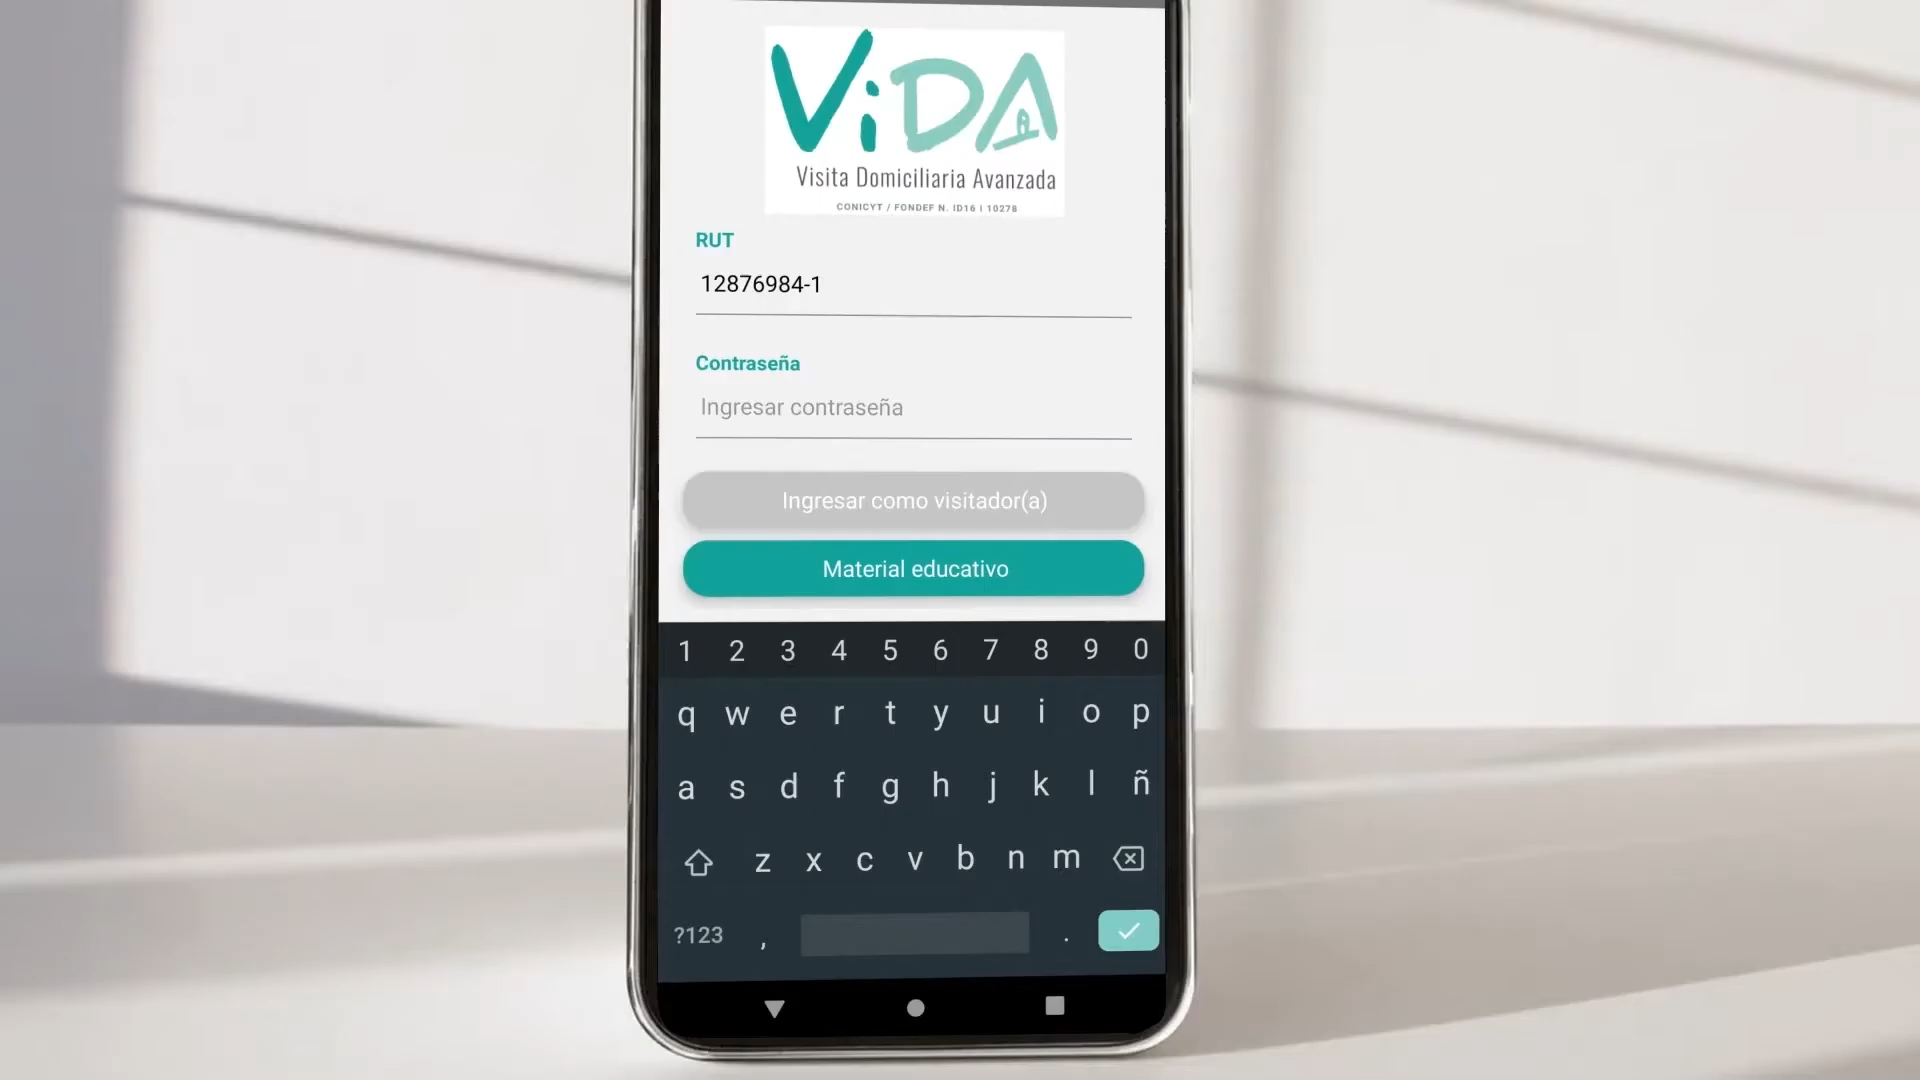 ViDA
Visita Domiciliaria Avanzada
CONICYT / FONDEF N. ID16 I 10278
RUT
12876984-1
Contraseña
Ingresar contraseña
Ingresar como visitador(a)
Material educativo
1 2 3 4 5 6 7 8 9 0
q w e r t y u i o p
a s d f g h j k l ñ
z x c v b n m
?123 , .